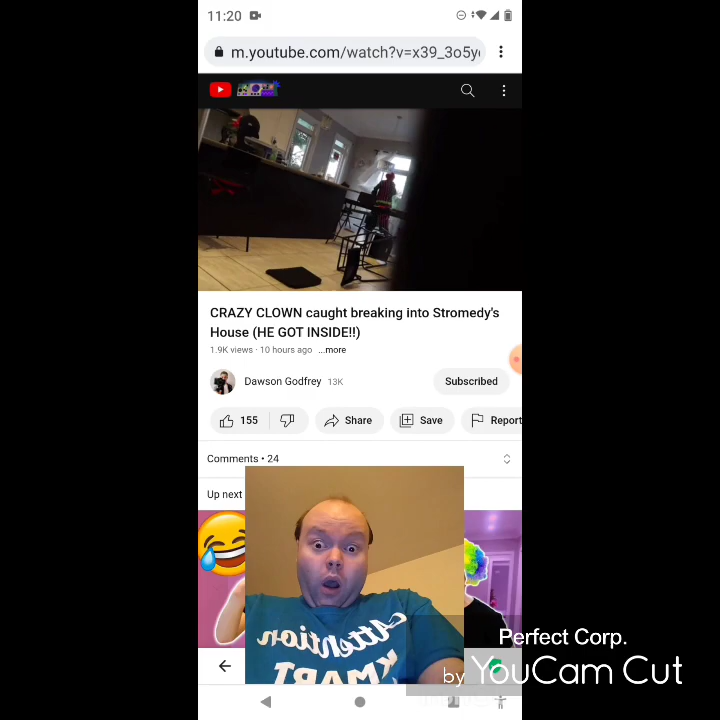 11:20
m.youtube.com/watch?v=x39_3o5y
CRAZY CLOWN caught breaking into Stromedy's
House (HE GOT INSIDE!!)
1.9K views · 10 hours ago ...more
Dawson Godfrey 13K
Subscribed
155
Share
Save
Report
Comments • 24
Up next
Attention
KMART
Perfect Corp.
by YouCam Cut